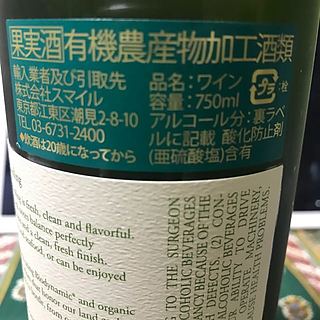 果実酒 有機農産物加工酒類
輸入業者及び引取先
株式会社スマイル
東京都江東区潮見2-8-10
TEL.03-6731-2400
◆飲酒は20歳になってから
品名:ワイン
容量:750ml
アルコール分:裏ラベ
ルに記載 酸化防止剤
(亜硫酸塩)含有
プラ 栓
a fresh, clean and flavorful.
balance perfectly
a clean, fresh finish.
or can be enjoyed
Biodynamic® and organic
honor our land
TO THE SURGEON
ALCOHOLIC BEVERAGES
BECAUSE OF THE
(2) CON-
ABILITY TO DRIVE
MACHINERY,
HEALTH PROBLEMS.